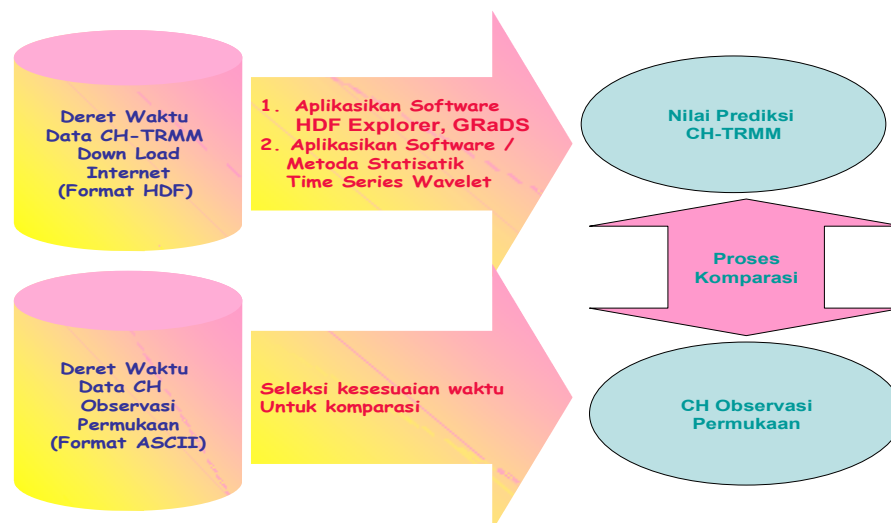 Deret Waktu
Data CH-TRMM
Down Load
Internet
(Format HDF)
1. Aplikasikan Software
HDF Explorer, GRaDS
2. Aplikasikan Software /
Metoda Statisatik
Time Series Wavelet
Nilai Prediksi
CH-TRMM
Proses
Komparasi
Deret Waktu
Data CH
Observasi
Permukaan
(Format ASCII)
Seleksi kesesuaian waktu
Untuk komparasi
CH Observasi
Permukaan